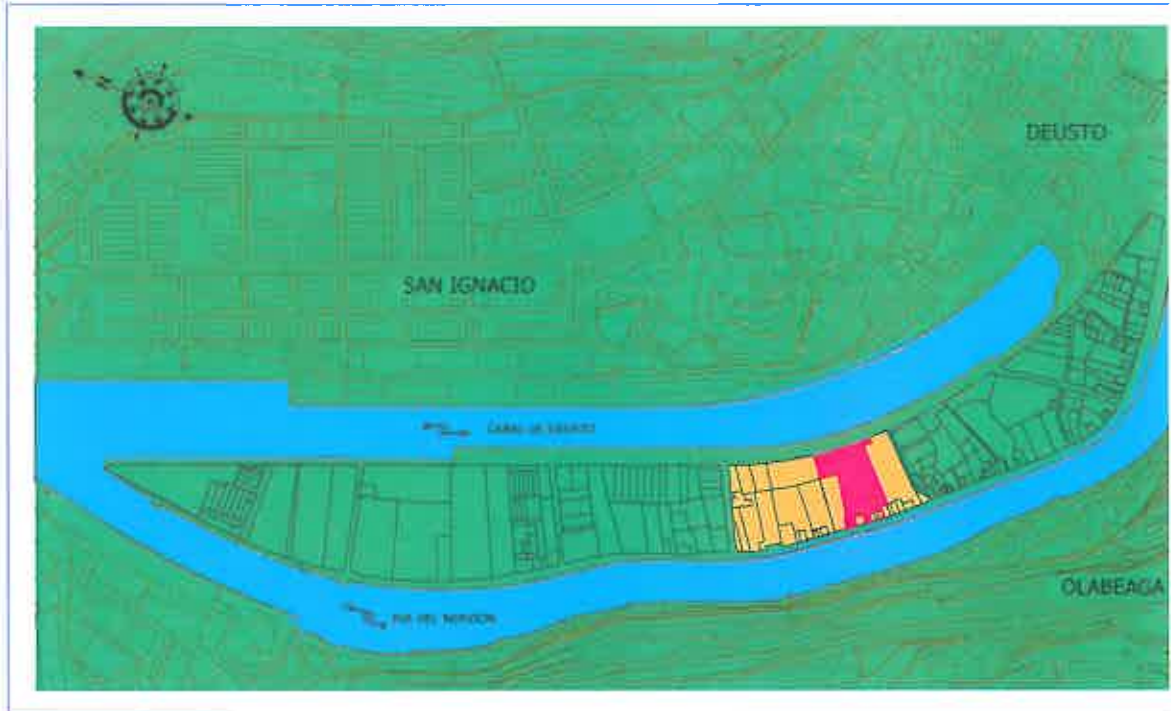 DEUSTO
SAN IGNACIO
CANAL DE DEUSTO
OLABEAGA
RIA DEL NERVION